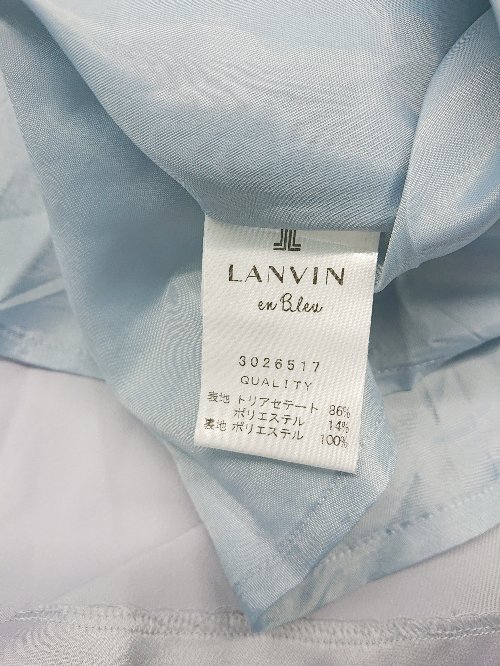 LANVIN
en Bleu
3026517
QUALITY
表地 トリアセテート 86%
ポリエステル 14%
裏地 ポリエステル 100%